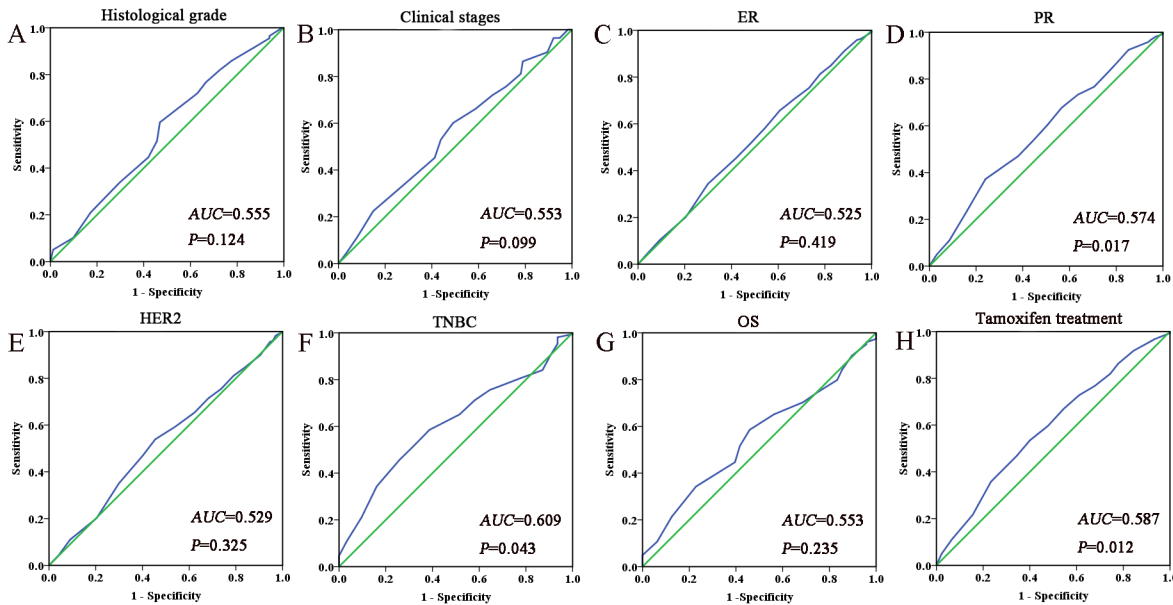 Histological grade
A
1.0
0.8
0.6
0.4
0.2
0.0
Sensitivity
AUC=0.555
P=0.124
0.0 0.2 0.4 0.6 0.8 1.0
1 - Specificity
Clinical stages
B
1.0
0.8
0.6
0.4
0.2
0.0
Sensitivity
AUC=0.553
P=0.099
0.0 0.2 0.4 0.6 0.8 1.0
1 -Specificity
ER
C
1.0
0.8
0.6
0.4
0.2
0.0
Sensitivity
AUC=0.525
P=0.419
0.0 0.2 0.4 0.6 0.8 1.0
1 - Specificity
PR
D
1.0
0.8
0.6
0.4
0.2
0.0
Sensitivity
AUC=0.574
P=0.017
0.0 0.2 0.4 0.6 0.8 1.0
1 - Specificity
HER2
E
1.0
0.8
0.6
0.4
0.2
0.0
Sensitivity
AUC=0.529
P=0.325
0.0 0.2 0.4 0.6 0.8 1.0
1 - Specificity
TNBC
F
1.0
0.8
0.6
0.4
0.2
0.0
Sensitivity
AUC=0.609
P=0.043
0.0 0.2 0.4 0.6 0.8 1.0
1 - Specificity
OS
G
1.0
0.8
0.6
0.4
0.2
0.0
Sensitivity
AUC=0.553
P=0.235
0.0 0.2 0.4 0.6 0.8 1.0
1 - Specificity
Tamoxifen treatment
H
1.0
0.8
0.6
0.4
0.2
0.0
Sensitivity
AUC=0.587
P=0.012
0.0 0.2 0.4 0.6 0.8 1.0
1 - Specificity